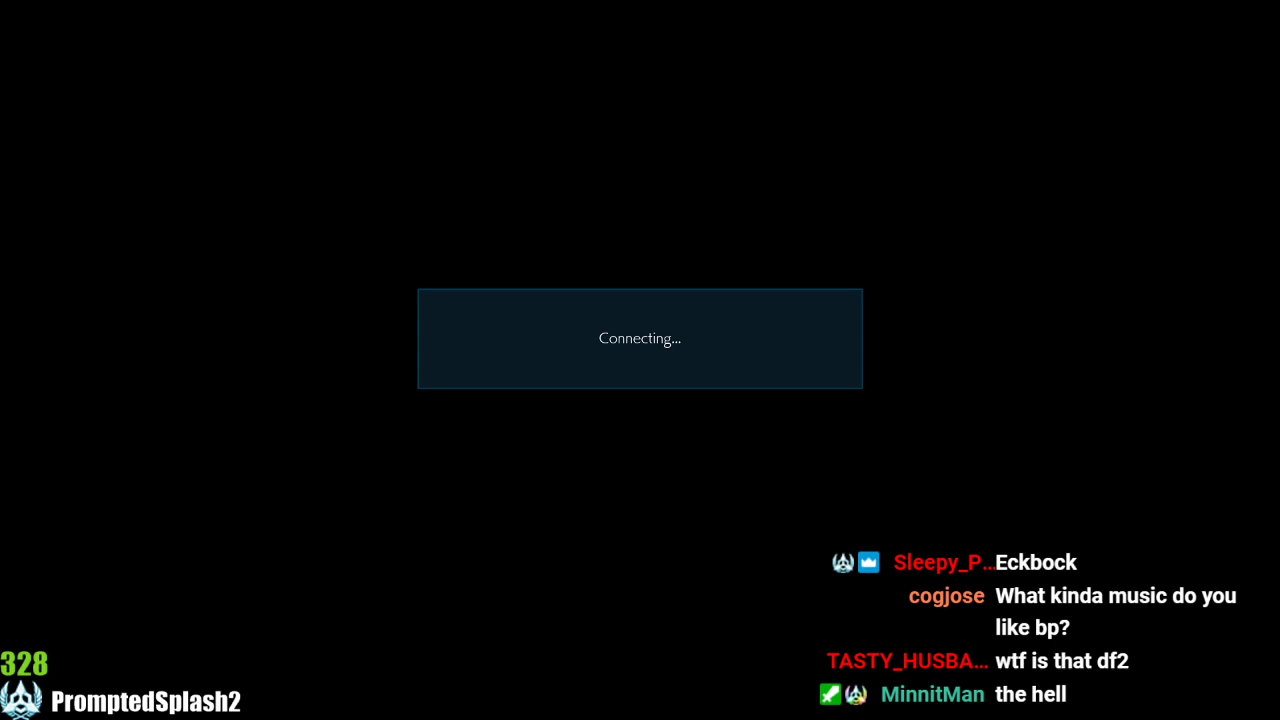 Connecting...
Sleepy_P... Eckbock
cogjose What kinda music do you
like bp?
TASTY_HUSBA... wtf is that df2
MinnitMan the hell
328
PromptedSplash2